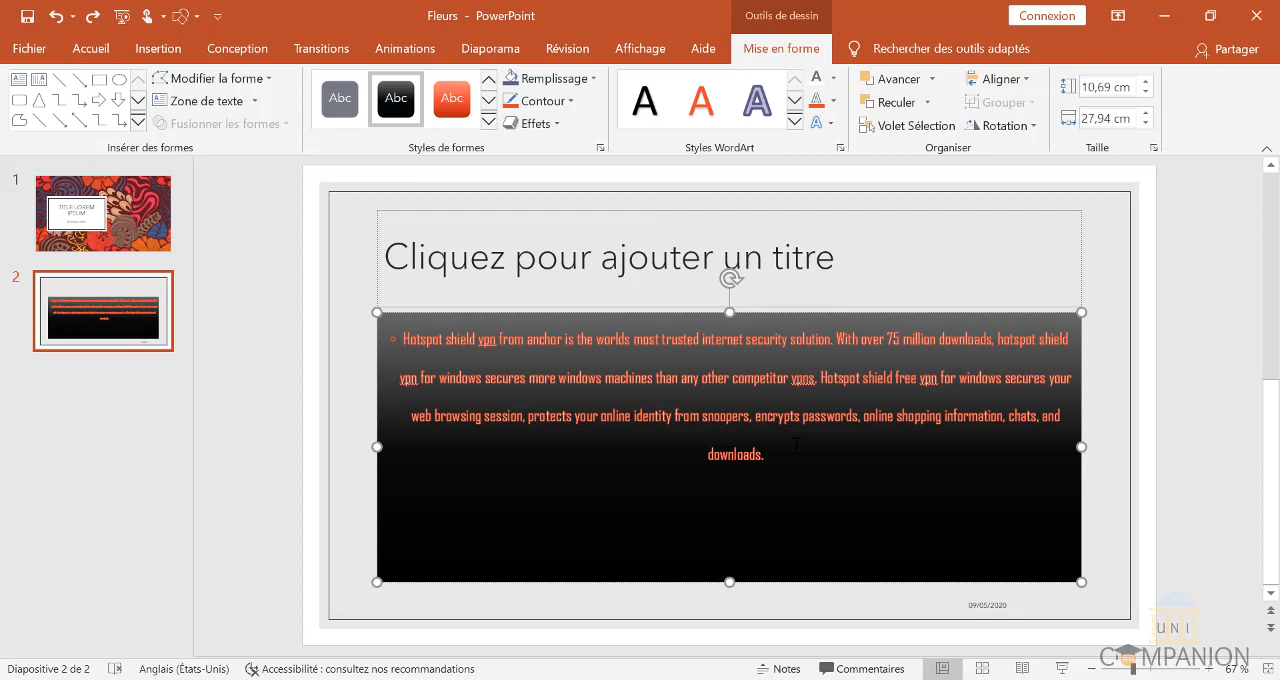 Fleurs - PowerPoint
Outils de dessin
Connexion
Fichier
Accueil
Insertion
Conception
Transitions
Animations
Diaporama
Révision
Affichage
Aide
Mise en forme
Rechercher des outils adaptés
Partager
Modifier la forme
Zone de texte
Fusionner les formes
Insérer des formes
Abc
Abc
Abc
Remplissage
Contour
Effets
Styles de formes
A
A
A
A
A
A
Styles WordArt
Avancer
Reculer
Volet Sélection
Aligner
Grouper
Rotation
Organiser
10,69 cm
27,94 cm
Taille
1
TITLE LOREM
IPSUM
2
Cliquez pour ajouter un titre
Hotspot shield vpn from anchor is the worlds most trusted internet security solution. With over 75 million downloads, hotspot shield
vpn for windows secures more windows machines than any other competitor vpns. Hotspot shield free vpn for windows secures your
web browsing session, protects your online identity from snoopers, encrypts passwords, online shopping information, chats, and
downloads.
09/05/2020
UNI
COMPANION
Diapositive 2 de 2
Anglais (États-Unis)
Accessibilité : consultez nos recommandations
Notes
Commentaires
67 %